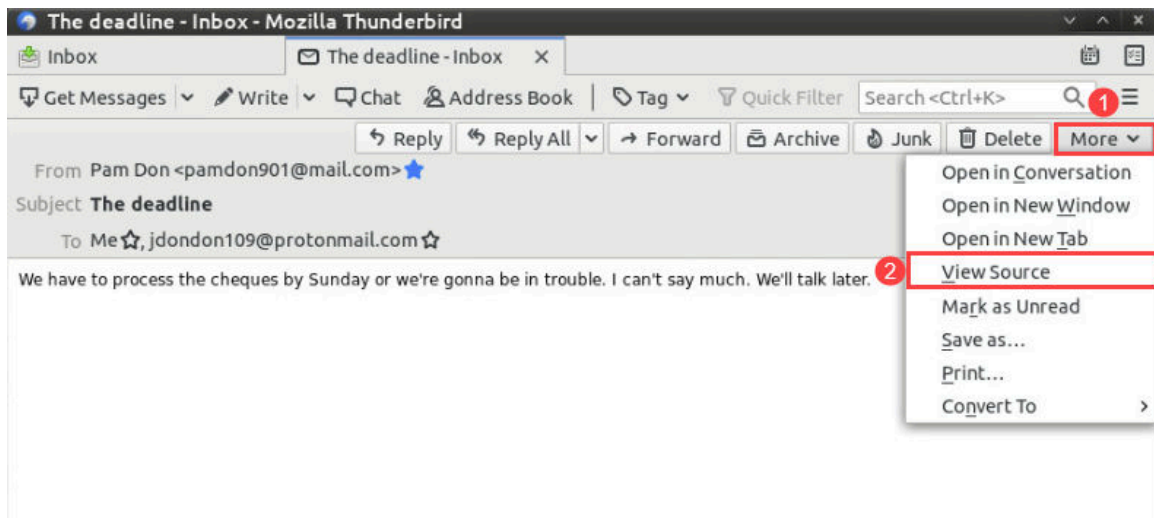 The deadline - Inbox - Mozilla Thunderbird
Inbox The deadline - Inbox
Get Messages Write Chat Address Book Tag Quick Filter Search <Ctrl+K> 1
Reply Reply All Forward Archive Junk Delete More
From Pam Don <pamdon901@mail.com>
Subject The deadline
To Me, jdondon109@protonmail.com
We have to process the cheques by Sunday or we're gonna be in trouble. I can't say much. We'll talk later.
Open in Conversation
Open in New Window
Open in New Tab
2 View Source
Mark as Unread
Save as...
Print...
Convert To